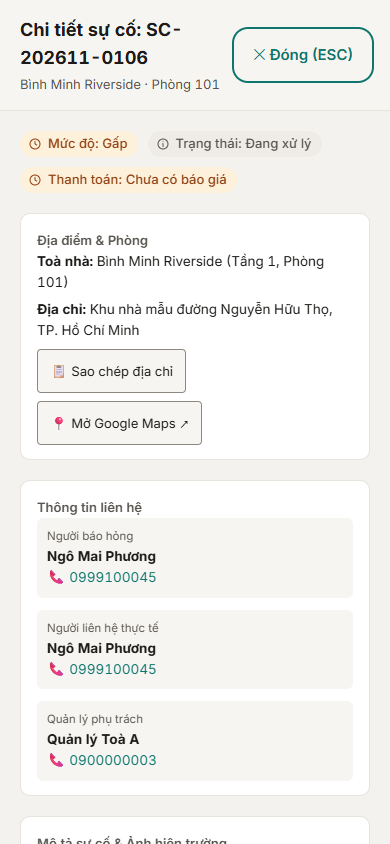 Chi tiết sự cố: SC-
202611-0106
Bình Minh Riverside · Phòng 101
Đóng (ESC)
Mức độ: Gấp
Trạng thái: Đang xử lý
Thanh toán: Chưa có báo giá
Địa điểm & Phòng
Toà nhà: Bình Minh Riverside (Tầng 1, Phòng
101)
Địa chỉ: Khu nhà mẫu đường Nguyễn Hữu Thọ,
TP. Hồ Chí Minh
Sao chép địa chỉ
Mở Google Maps ↗
Thông tin liên hệ
Người báo hỏng
Ngô Mai Phương
0999100045
Người liên hệ thực tế
Ngô Mai Phương
0999100045
Quản lý phụ trách
Quản lý Toà A
0900000003
Mô tả sự cố & Ảnh hiện trường